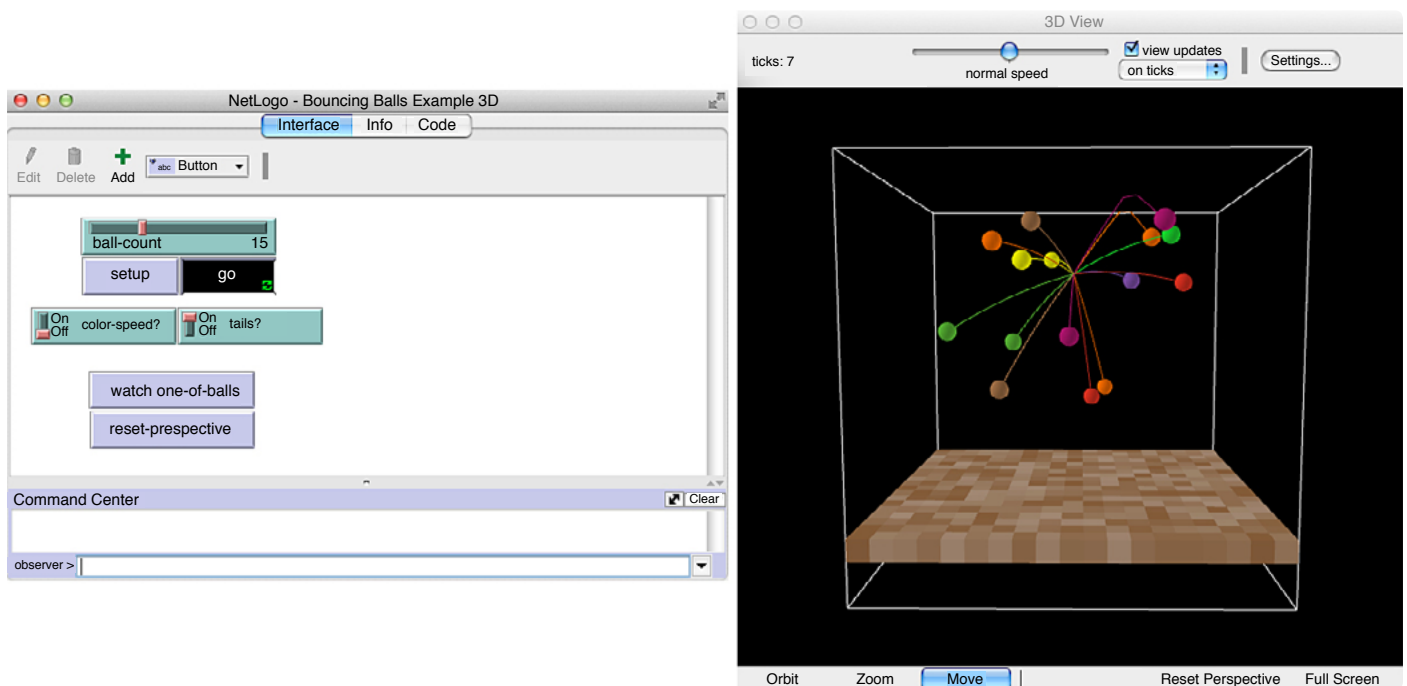 NetLogo - Bouncing Balls Example 3D
Interface Info Code
Edit Delete Add abc Button
ball-count 15
setup go
On
Off color-speed?
On
Off tails?
watch one-of-balls
reset-prespective
Command Center Clear
observer >
3D View
ticks: 7
normal speed
view updates
on ticks
Settings...
Orbit Zoom Move Reset Perspective Full Screen